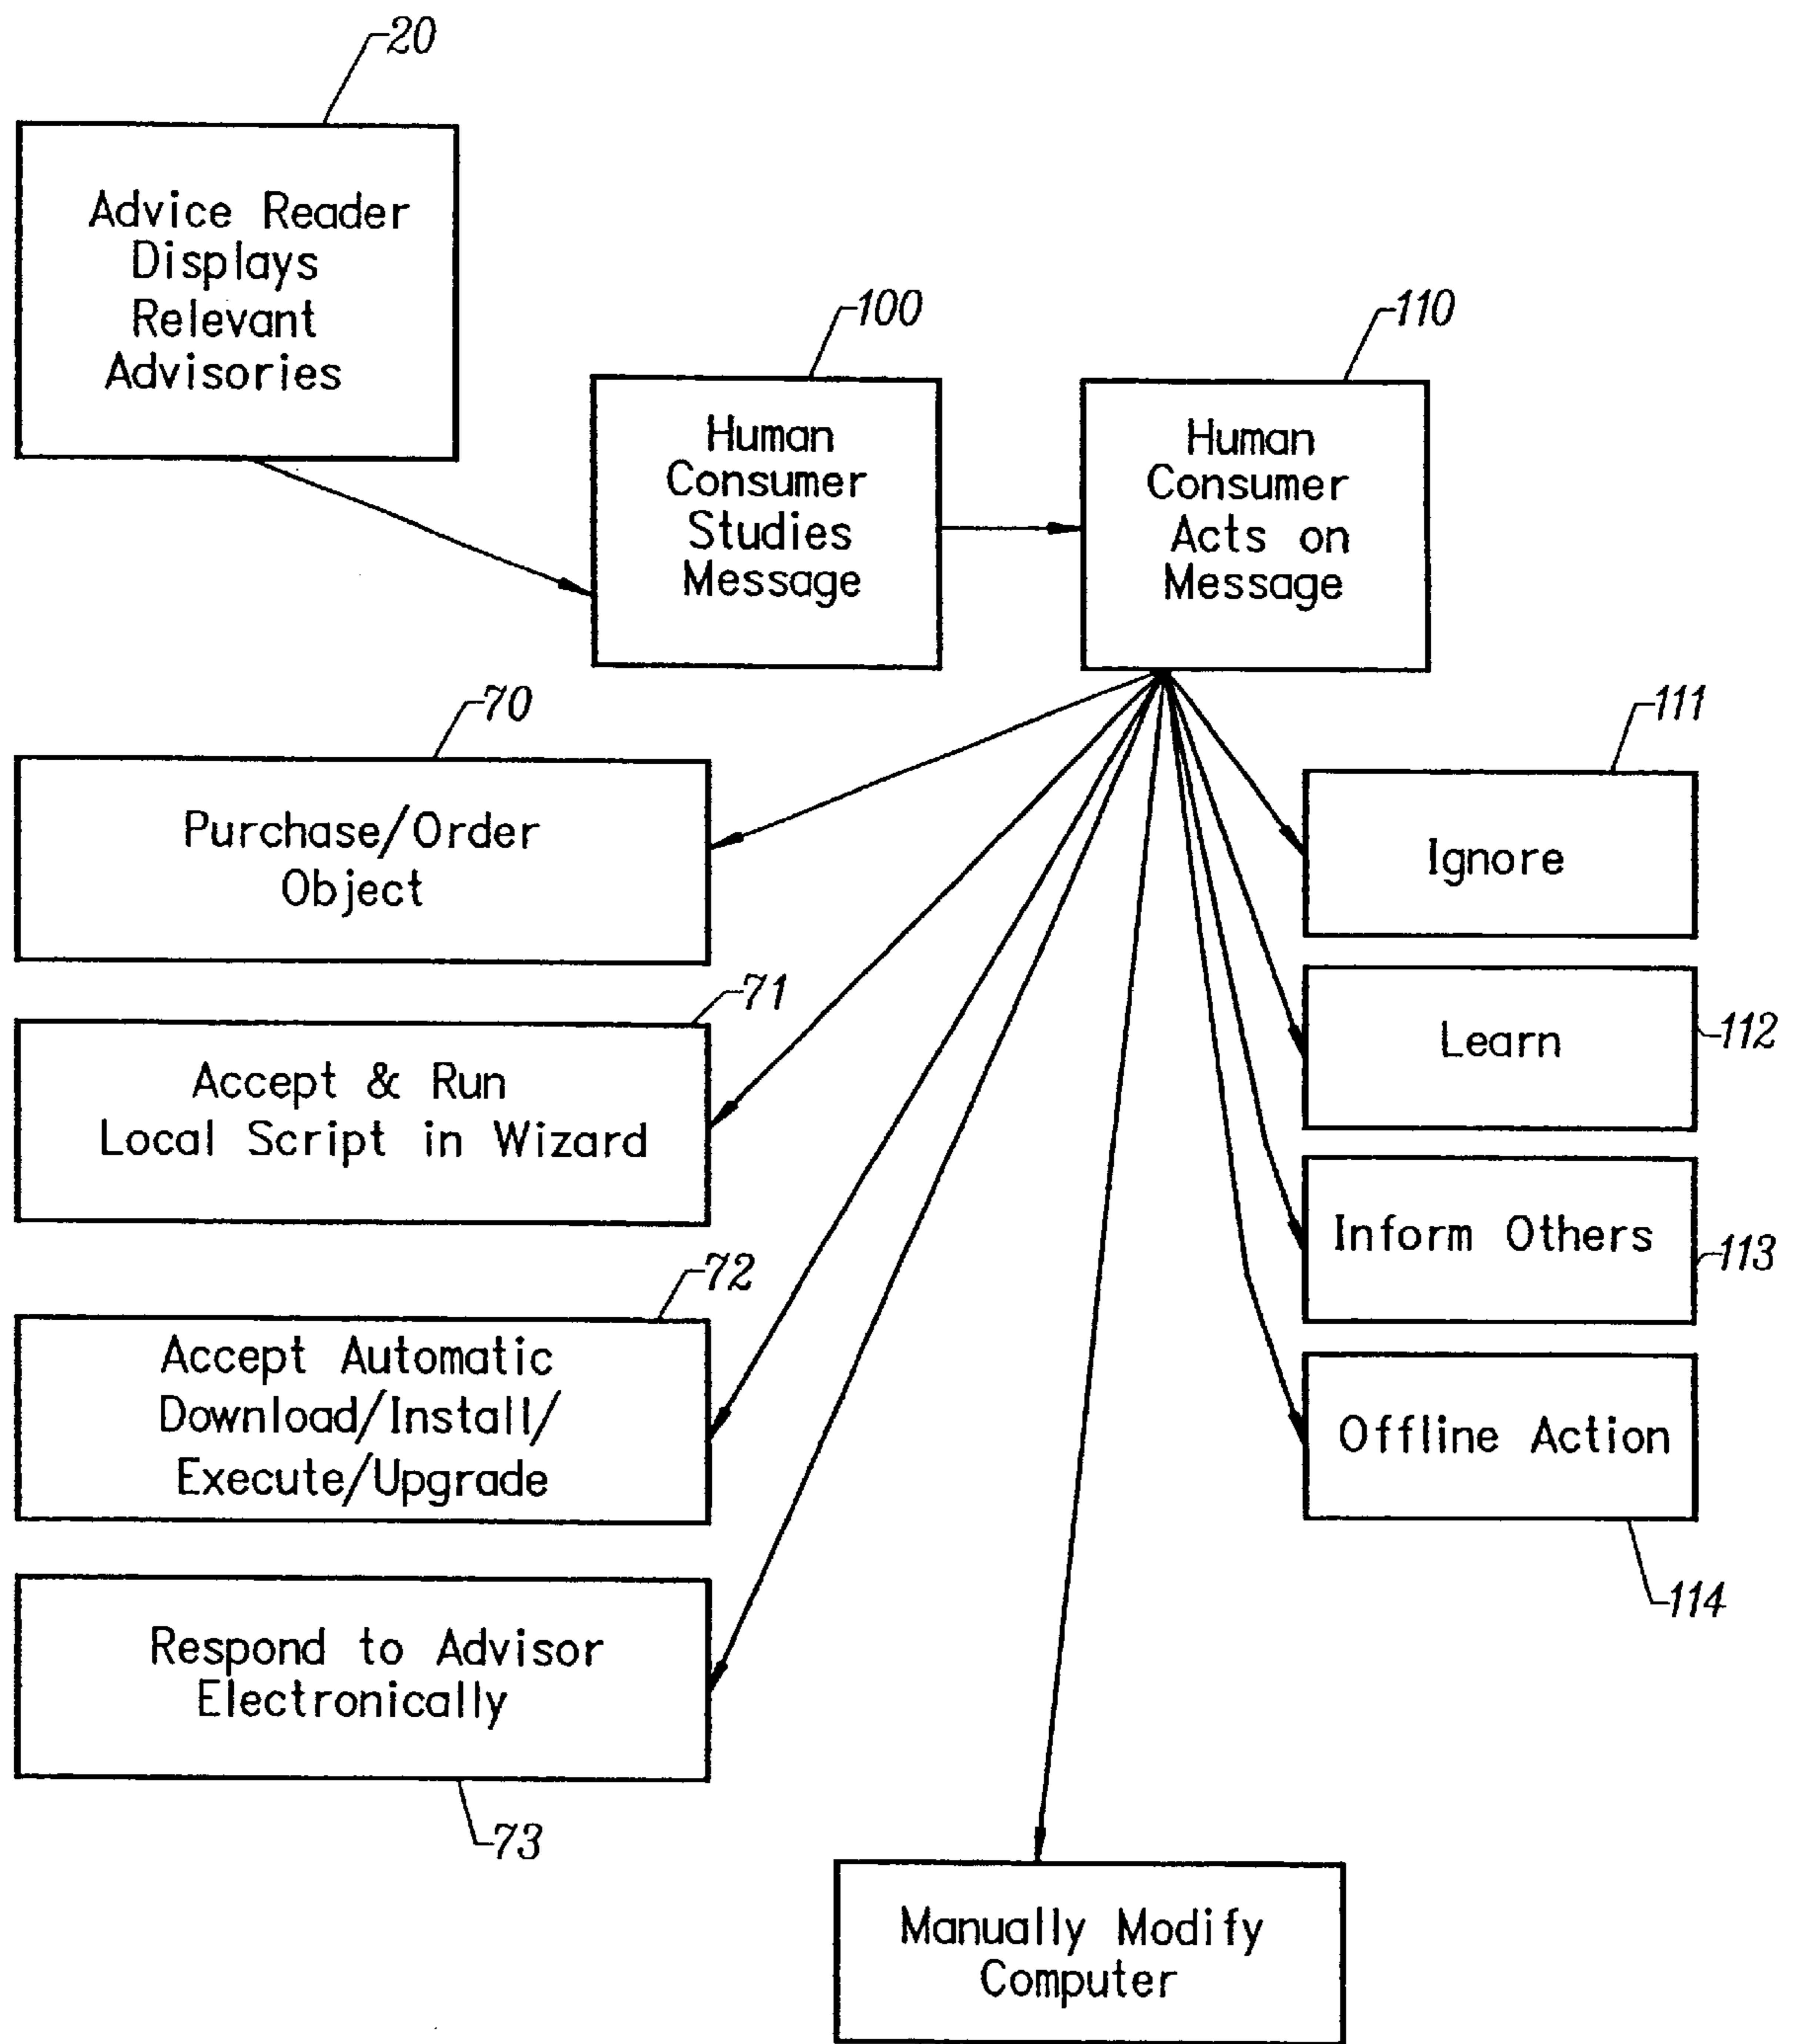 20
Advice Reader
Displays
Relevant
Advisories
100
Human
Consumer
Studies
Message
110
Human
Consumer
Acts on
Message
70
Purchase/Order
Object
71
Accept & Run
Local Script in Wizard
72
Accept Automatic
Download/Install/
Execute/Upgrade
Respond to Advisor
Electronically
73
111
Ignore
Learn
112
Inform Others
113
Offline Action
114
Manually Modify
Computer